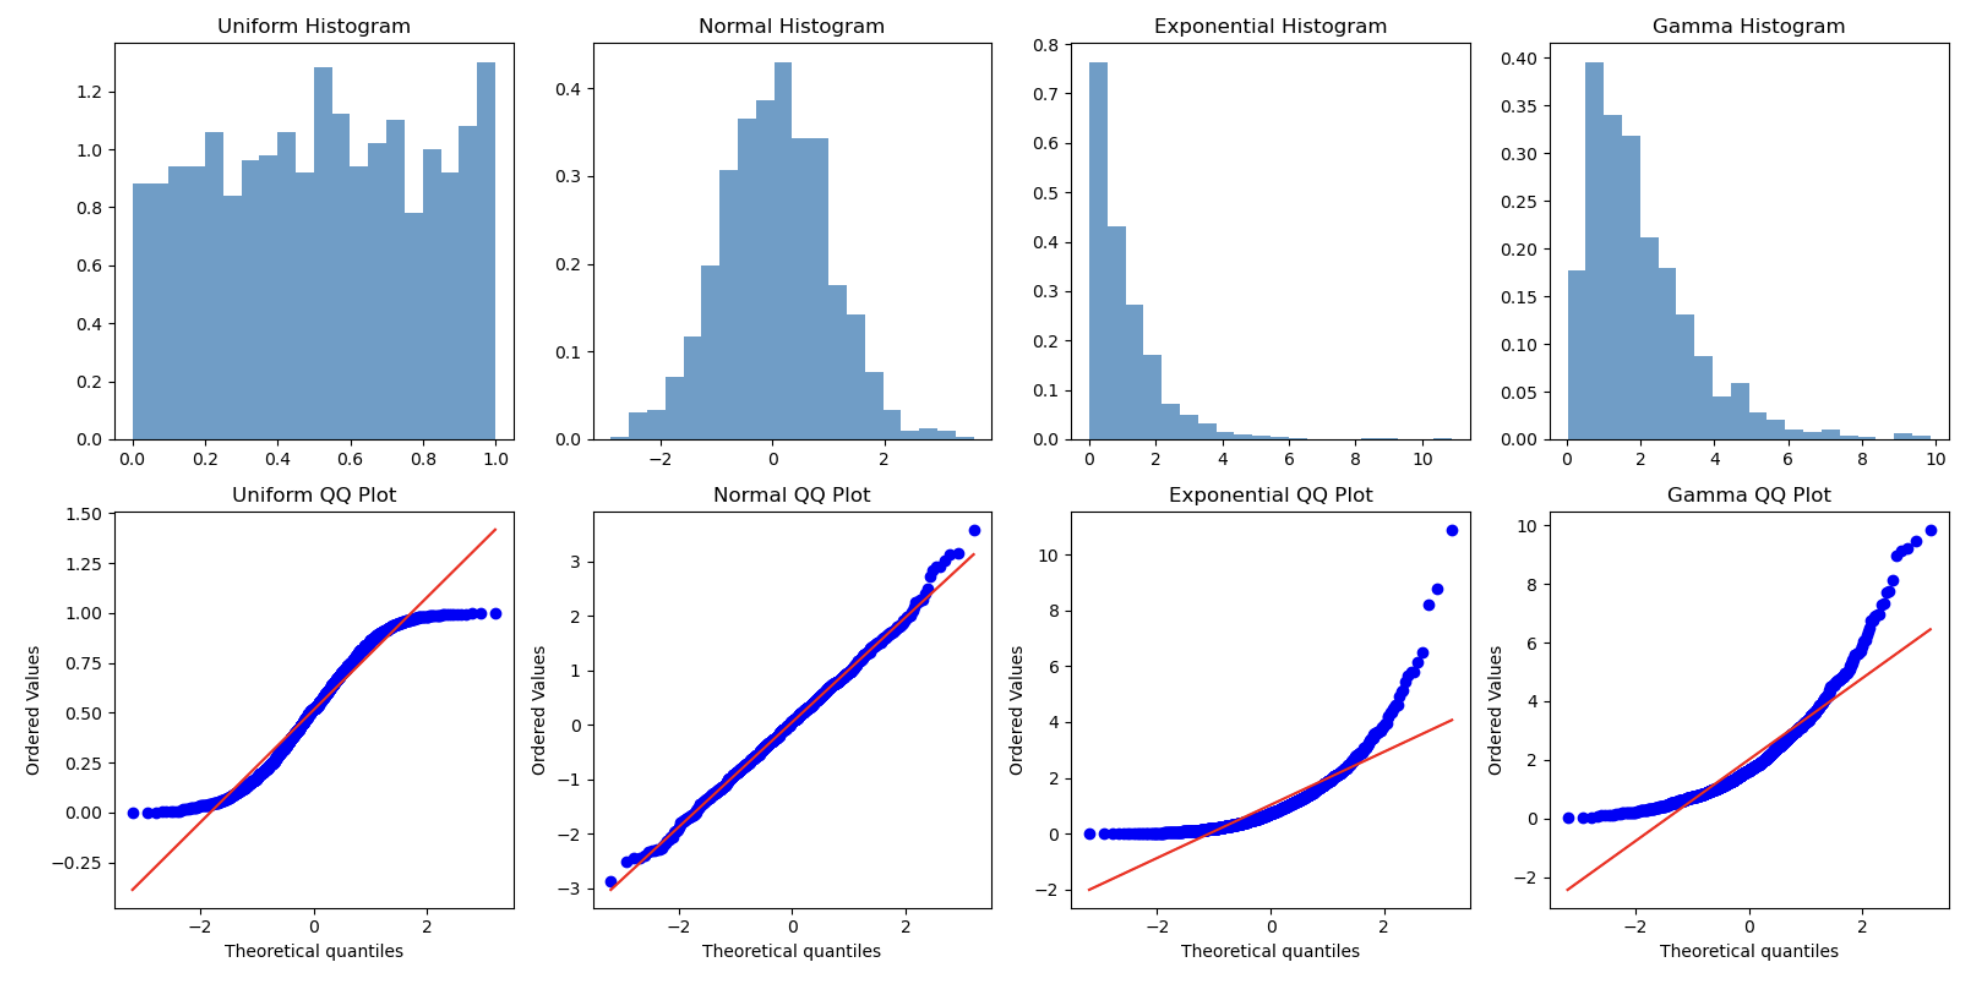 Uniform Histogram
1.2
1.0
0.8
0.6
0.4
0.2
0.0
0.0 0.2 0.4 0.6 0.8 1.0
Normal Histogram
0.4
0.3
0.2
0.1
0.0
−2 0 2
Exponential Histogram
0.8
0.7
0.6
0.5
0.4
0.3
0.2
0.1
0.0
0 2 4 6 8 10
Gamma Histogram
0.40
0.35
0.30
0.25
0.20
0.15
0.10
0.05
0.00
0 2 4 6 8 10
Uniform QQ Plot
Ordered Values
1.50
1.25
1.00
0.75
0.50
0.25
0.00
−0.25
−2 0 2
Theoretical quantiles
Normal QQ Plot
Ordered Values
3
2
1
0
−1
−2
−3
−2 0 2
Theoretical quantiles
Exponential QQ Plot
Ordered Values
10
8
6
4
2
0
−2
−2 0 2
Theoretical quantiles
Gamma QQ Plot
Ordered Values
10
8
6
4
2
0
−2
−2 0 2
Theoretical quantiles